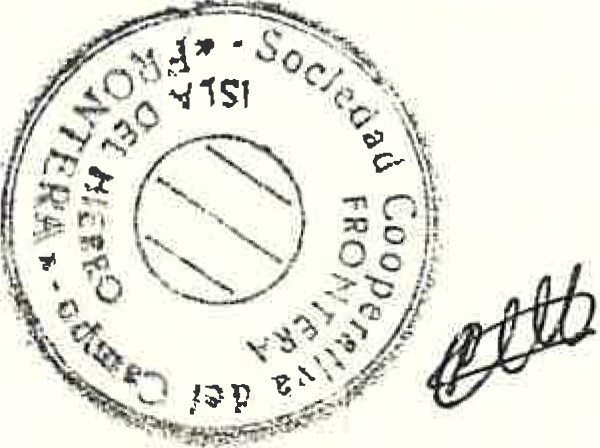 Sociedad Cooperativa del Campo - * FRONTERA * -
FRONTERA
ISLA DEL HIERRO